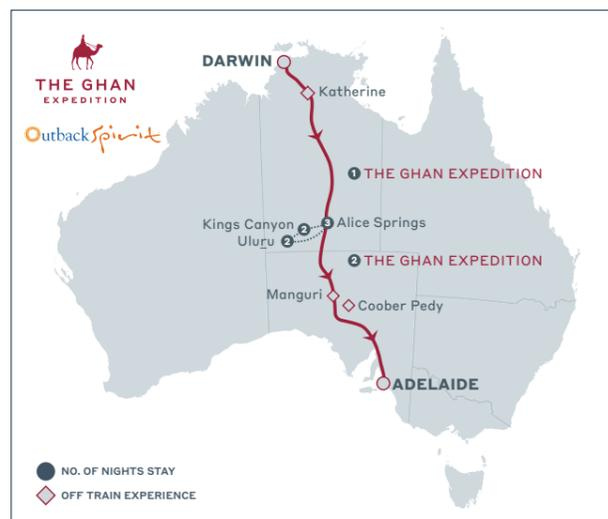 THE GHAN
EXPEDITION
Outback Spirit
DARWIN
Katherine
1 THE GHAN EXPEDITION
Kings Canyon 2
3 Alice Springs
Uluṟu 2
2 THE GHAN EXPEDITION
Manguri
Coober Pedy
ADELAIDE
NO. OF NIGHTS STAY
OFF TRAIN EXPERIENCE